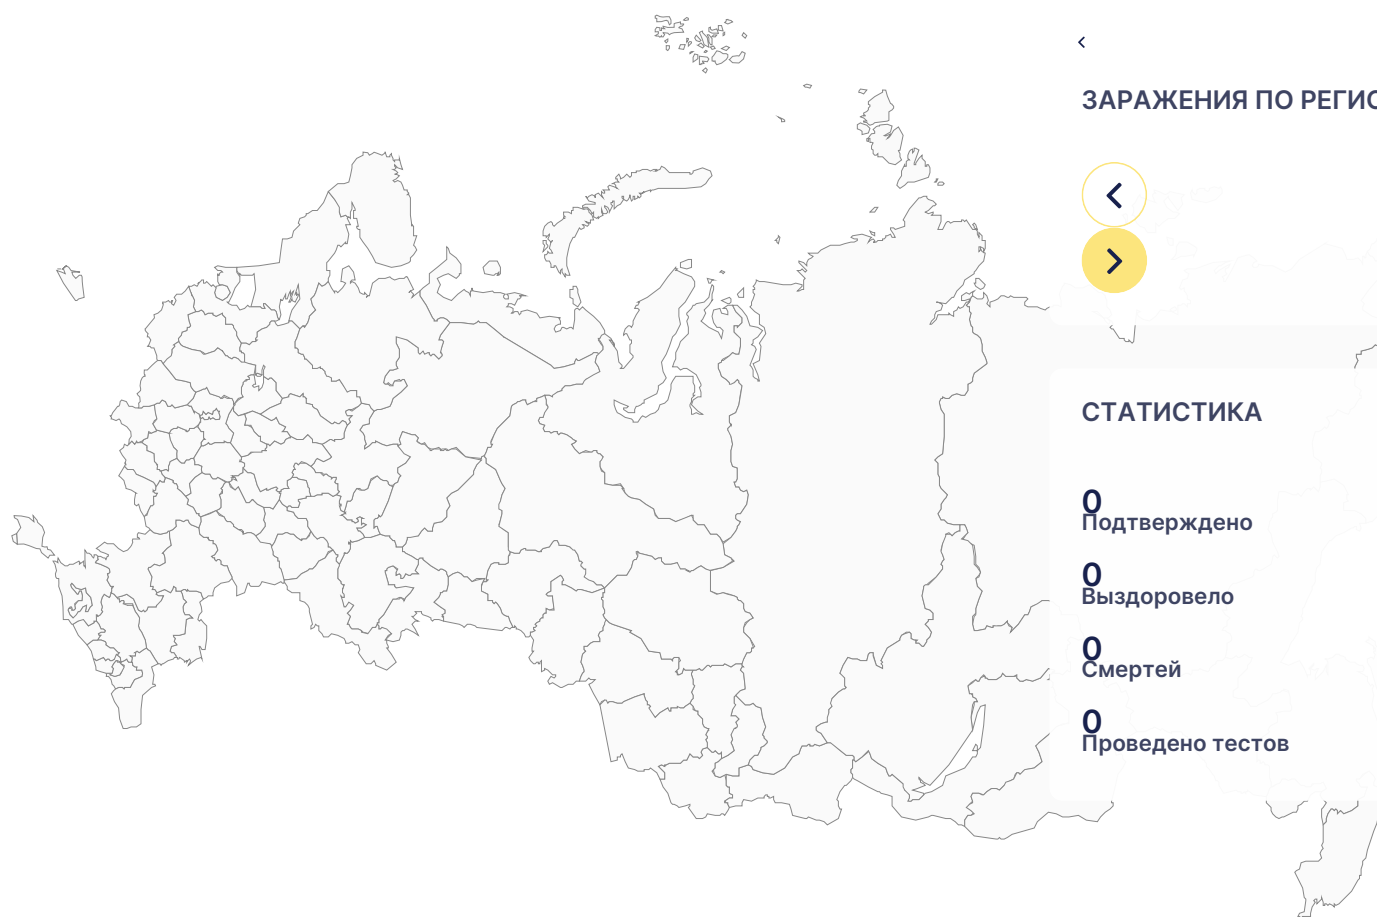 ЗАРАЖЕНИЯ ПО РЕГИО
СТАТИСТИКА
0
Подтверждено
0
Выздоровело
0
Смертей
0
Проведено тестов